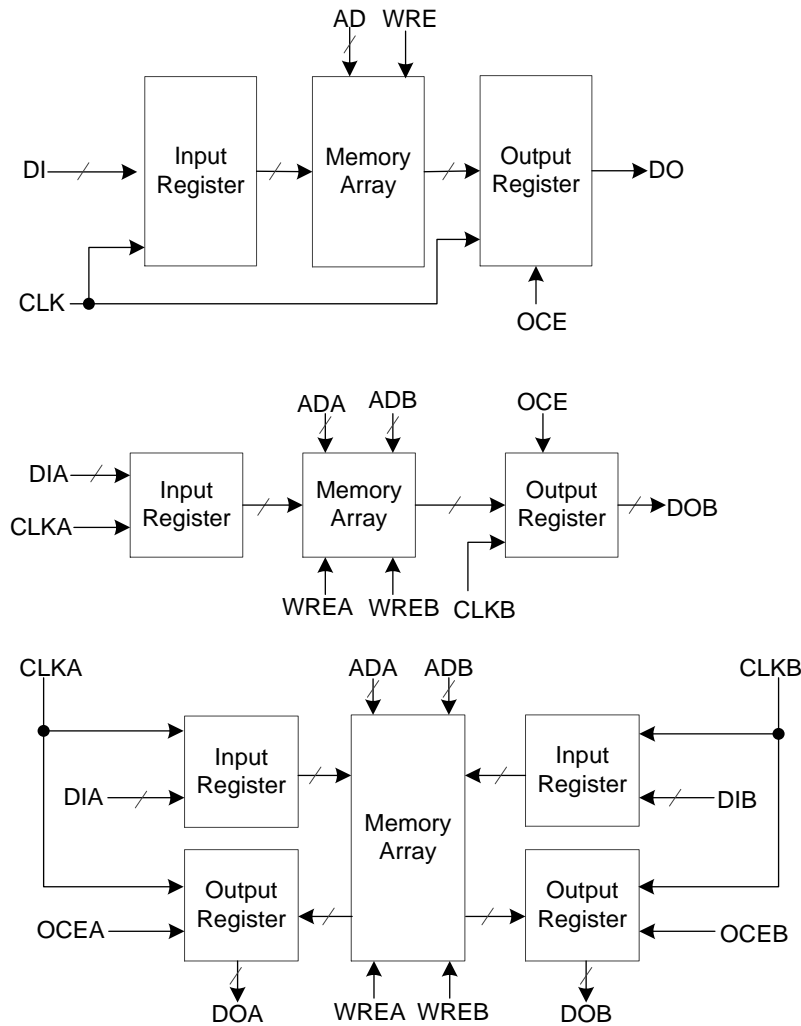 AD WRE
DI
Input
Register
Memory
Array
Output
Register
DO
CLK
OCE
ADA ADB
OCE
DIA
CLKA
Input
Register
Memory
Array
Output
Register
DOB
WREA WREB
CLKB
CLKA
ADA ADB
CLKB
Input
Register
DIA
Memory
Array
Input
Register
DIB
Output
Register
OCEA
Output
Register
OCEB
DOA
WREA WREB
DOB